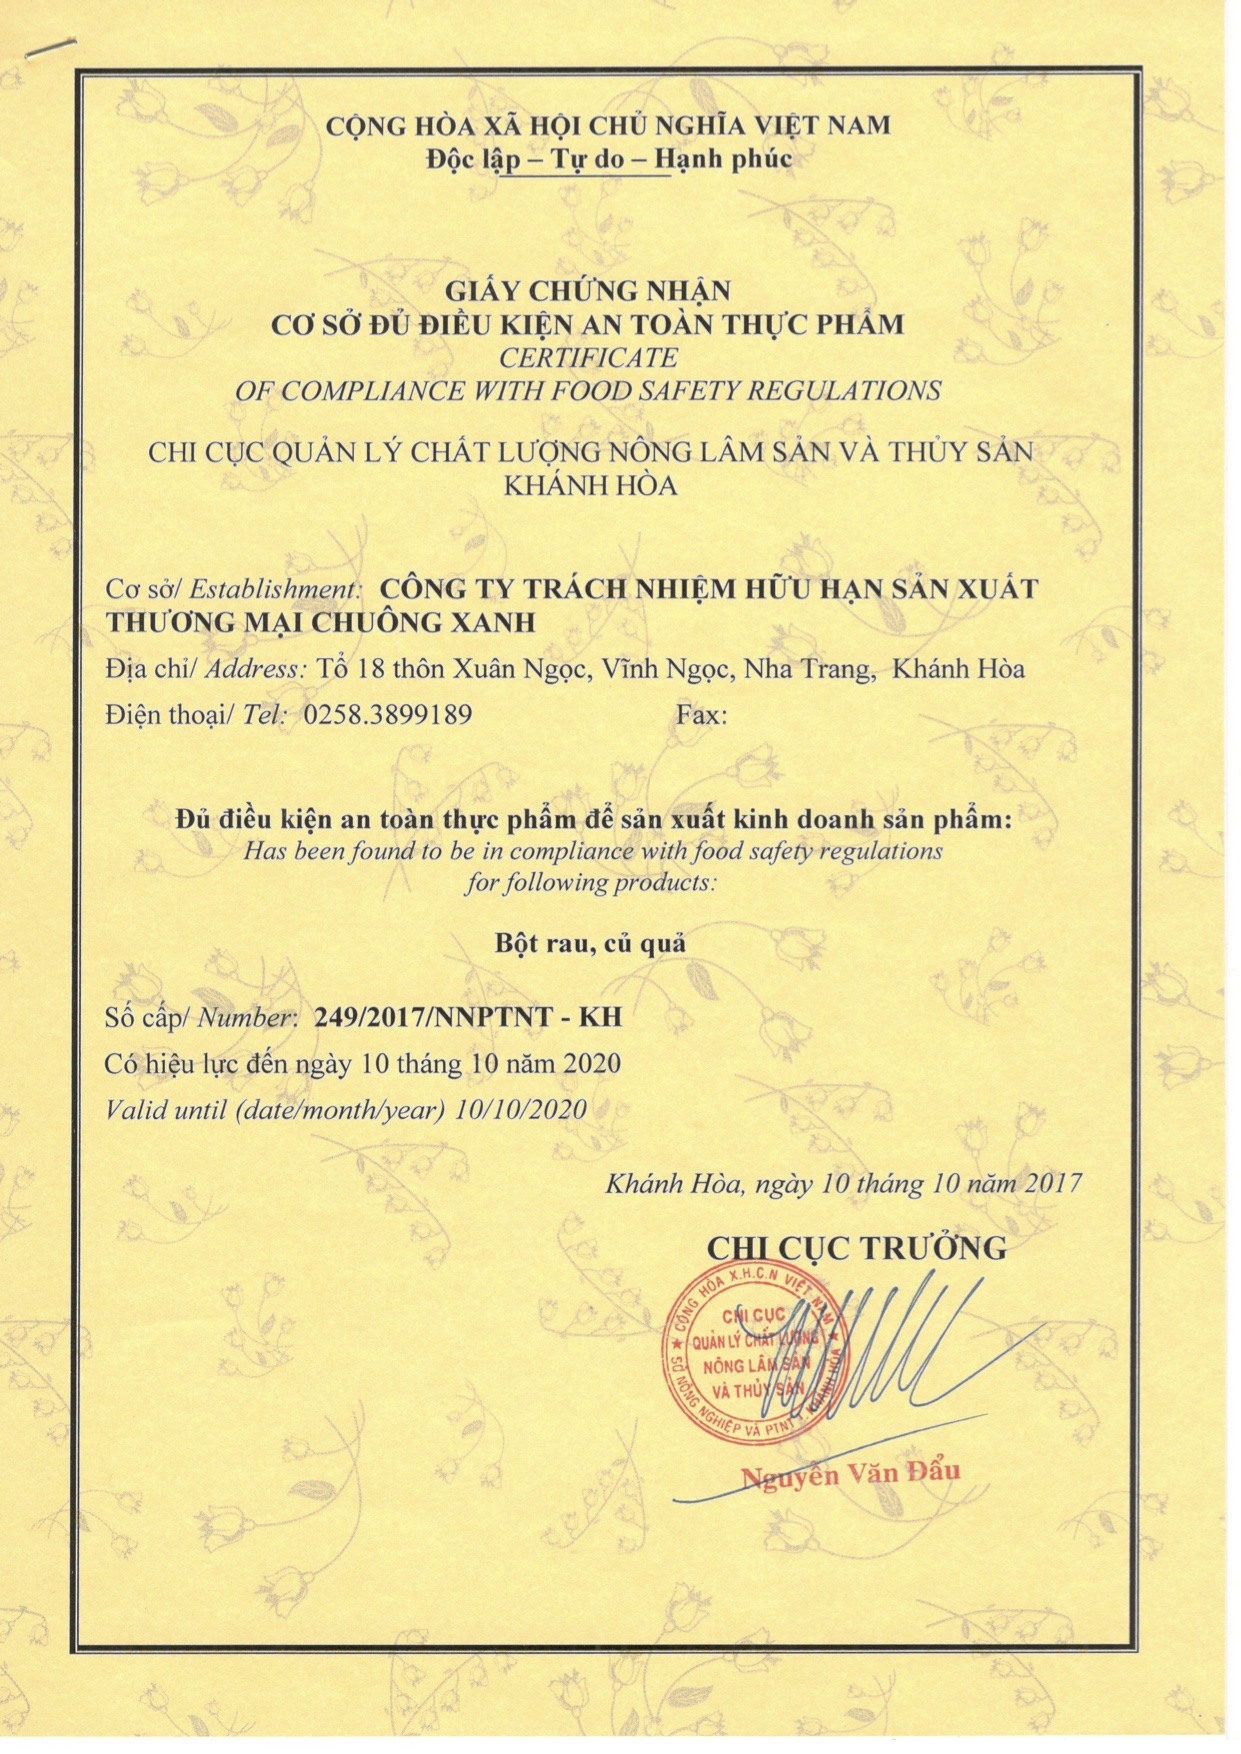 CỘNG HÒA XÃ HỘI CHỦ NGHĨA VIỆT NAM
Độc lập – Tự do – Hạnh phúc
GIẤY CHỨNG NHẬN
CƠ SỞ ĐỦ ĐIỀU KIỆN AN TOÀN THỰC PHẨM
CERTIFICATE
OF COMPLIANCE WITH FOOD SAFETY REGULATIONS
CHI CỤC QUẢN LÝ CHẤT LƯỢNG NÔNG LÂM SẢN VÀ THỦY SẢN
KHÁNH HÒA
Cơ sở/ Establishment: CÔNG TY TRÁCH NHIỆM HỮU HẠN SẢN XUẤT
THƯƠNG MẠI CHUÔNG XANH
Địa chỉ/ Address: Tổ 18 thôn Xuân Ngọc, Vĩnh Ngọc, Nha Trang, Khánh Hòa
Điện thoại/ Tel: 0258.3899189 Fax:
Đủ điều kiện an toàn thực phẩm để sản xuất kinh doanh sản phẩm:
Has been found to be in compliance with food safety regulations
for following products:
Bột rau, củ quả
Số cấp/ Number: 249/2017/NNPTNT - KH
Có hiệu lực đến ngày 10 tháng 10 năm 2020
Valid until (date/month/year) 10/10/2020
Khánh Hòa, ngày 10 tháng 10 năm 2017
CHI CỤC TRƯỞNG
CỘNG HÒA X.H.C.N VIỆT NAM
CHI CỤC
QUẢN LÝ CHẤT LƯỢNG
NÔNG LÂM SẢN
VÀ THỦY SẢN
SỞ NÔNG NGHIỆP VÀ PTNT T. KHÁNH HÒA
Nguyễn Văn Đẩu